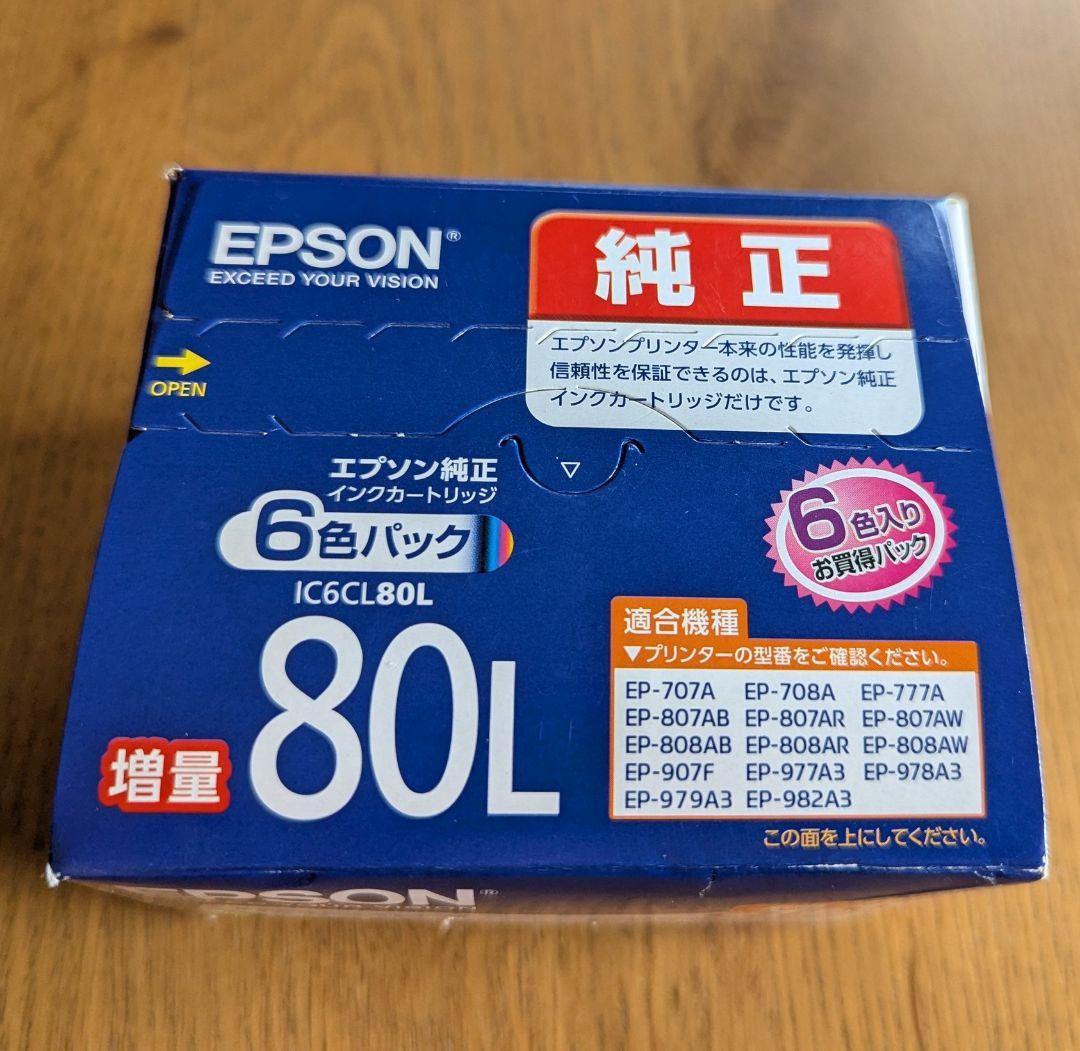 EPSON®
EXCEED YOUR VISION
純正
エプソンプリンター本来の性能を発揮し
信頼性を保証できるのは、エプソン純正
インクカートリッジだけです。
OPEN
エプソン純正
インクカートリッジ
6色パック
IC6CL80L
増量
80L
6色入り
お買得パック
適合機種
▼プリンターの型番をご確認ください。
EP-707A EP-708A EP-777A
EP-807AB EP-807AR EP-807AW
EP-808AB EP-808AR EP-808AW
EP-907F EP-977A3 EP-978A3
EP-979A3 EP-982A3
この面を上にしてください。
EPSON®